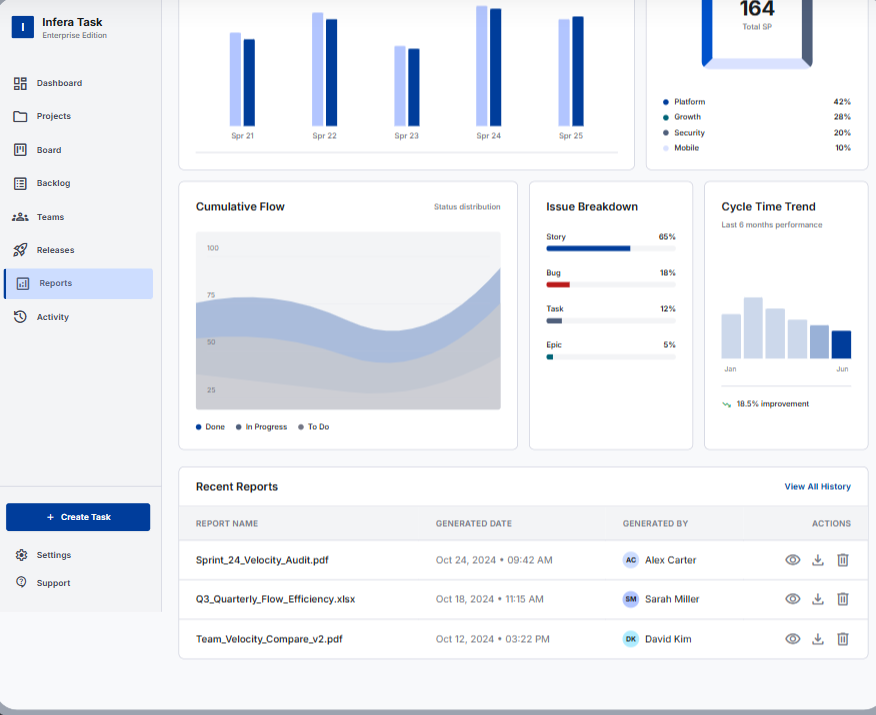 I
Infera Task
Enterprise Edition
Dashboard
Projects
Board
Backlog
Teams
Releases
Reports
Activity
+ Create Task
Settings
Support
Spr 21 Spr 22 Spr 23 Spr 24 Spr 25
164
Total SP
Platform 42%
Growth 28%
Security 20%
Mobile 10%
Cumulative Flow Status distribution
100
75
50
25
Done In Progress To Do
Issue Breakdown
Story 65%
Bug 18%
Task 12%
Epic 5%
Cycle Time Trend
Last 6 months performance
Jan Jun
18.5% improvement
Recent Reports View All History
REPORT NAME GENERATED DATE GENERATED BY ACTIONS
Sprint_24_Velocity_Audit.pdf Oct 24, 2024 • 09:42 AM AC Alex Carter
Q3_Quarterly_Flow_Efficiency.xlsx Oct 18, 2024 • 11:15 AM SM Sarah Miller
Team_Velocity_Compare_v2.pdf Oct 12, 2024 • 03:22 PM DK David Kim